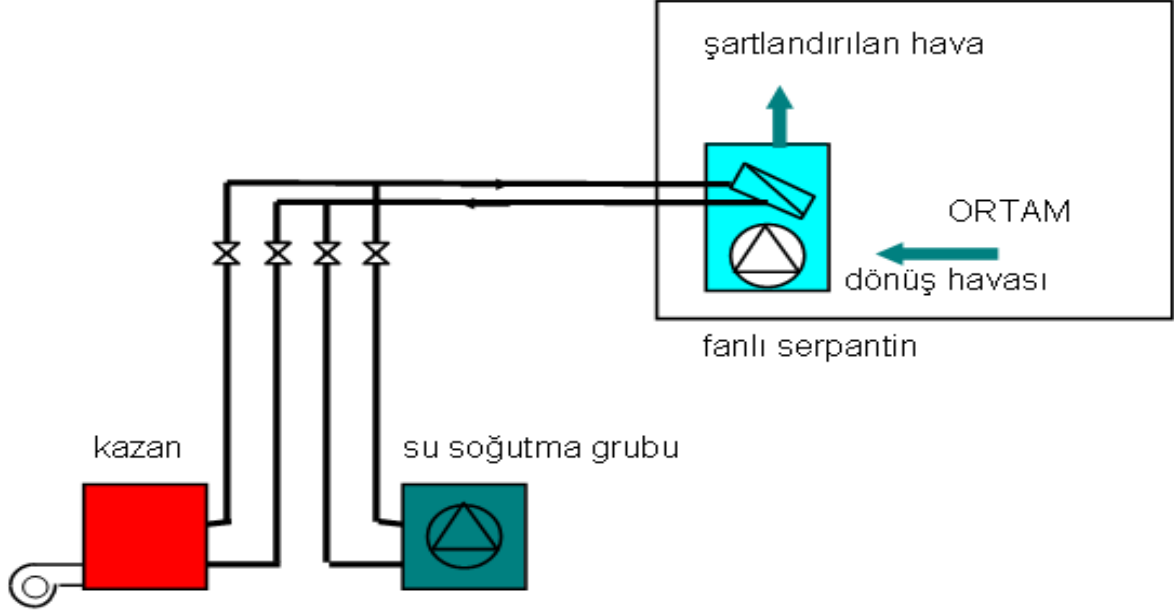 şartlandırılan hava
ORTAM
dönüş havası
fanlı serpantin
kazan
su soğutma grubu